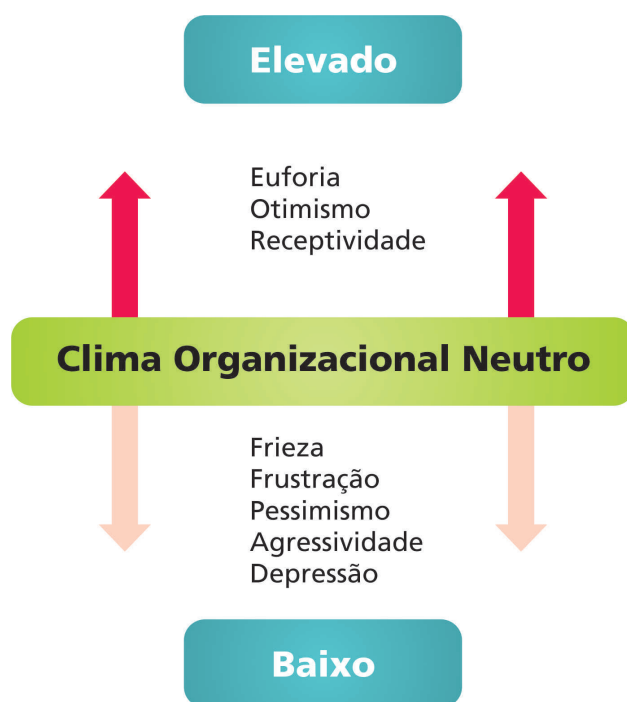 Elevado
Euforia
Otimismo
Receptividade
Clima Organizacional Neutro
Frieza
Frustração
Pessimismo
Agressividade
Depressão
Baixo